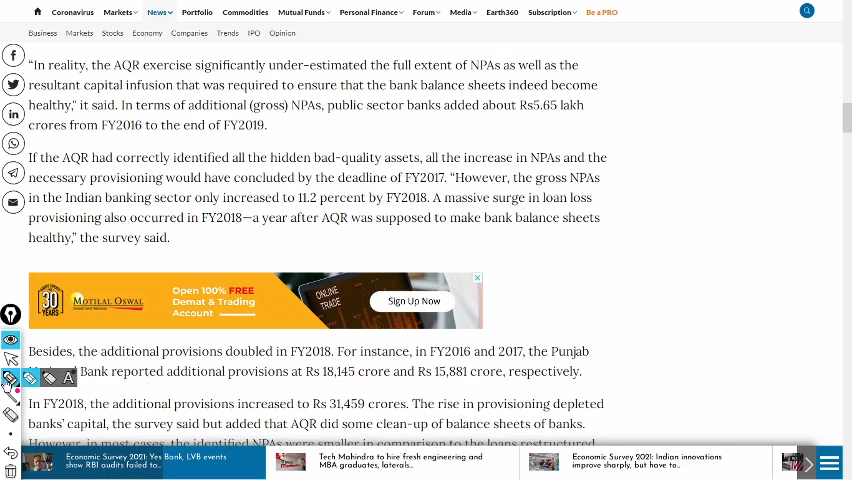 Coronavirus Markets News Portfolio Commodities Mutual Funds Personal Finance Forum Media Earth360 Subscription Be a PRO
Business Markets Stocks Economy Companies Trends IPO Opinion
“In reality, the AQR exercise significantly under-estimated the full extent of NPAs as well as the
resultant capital infusion that was required to ensure that the bank balance sheets indeed become
healthy," it said. In terms of additional (gross) NPAs, public sector banks added about Rs5.65 lakh
crores from FY2016 to the end of FY2019.
If the AQR had correctly identified all the hidden bad-quality assets, all the increase in NPAs and the
necessary provisioning would have concluded by the deadline of FY2017. “However, the gross NPAs
in the Indian banking sector only increased to 11.2 percent by FY2018. A massive surge in loan loss
provisioning also occurred in FY2018—a year after AQR was supposed to make bank balance sheets
healthy,” the survey said.
30
YEARS
MOTILAL OSWAL
Open 100% FREE
Demat & Trading
Account
ONLINE
TRADE
Sign Up Now
Besides, the additional provisions doubled in FY2018. For instance, in FY2016 and 2017, the Punjab
Bank reported additional provisions at Rs 18,145 crore and Rs 15,881 crore, respectively.
A
In FY2018, the additional provisions increased to Rs 31,459 crores. The rise in provisioning depleted
banks’ capital, the survey said but added that AQR did some clean-up of balance sheets of banks.
However, in most cases, the identified NPAs were smaller in comparison to the loans restructured
Economic Survey 2021: Yes Bank, LVB events
show RBI audits failed to...
Tech Mahindra to hire fresh engineering and
MBA graduates, laterals...
Economic Survey 2021: Indian innovations
improve sharply, but have to...